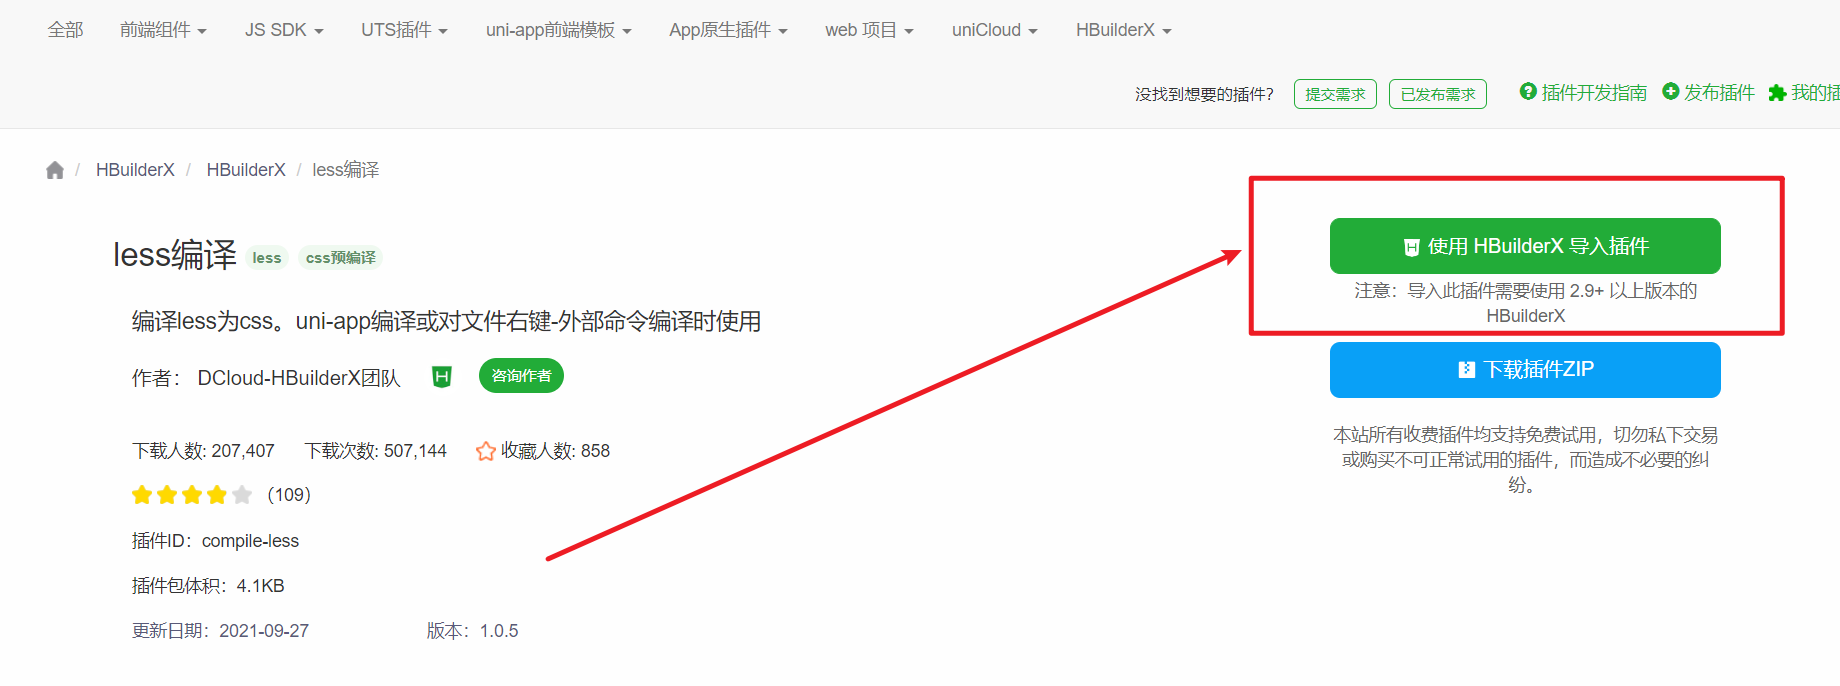 全部 前端组件 JS SDK UTS插件 uni-app前端模板 App原生插件 web 项目 uniCloud HBuilderX
没找到想要的插件? 提交需求 已发布需求 插件开发指南 发布插件 我的插
/ HBuilderX / HBuilderX / less编译
less编译 less css预编译
编译less为css。uni-app编译或对文件右键-外部命令编译时使用
作者： DCloud-HBuilderX团队 咨询作者
下载人数: 207,407 下载次数: 507,144 收藏人数: 858
（109）
插件ID：compile-less
插件包体积：4.1KB
更新日期：2021-09-27 版本：1.0.5
使用 HBuilderX 导入插件
注意：导入此插件需要使用 2.9+ 以上版本的
HBuilderX
下载插件ZIP
本站所有收费插件均支持免费试用，切勿私下交易
或购买不可正常试用的插件，而造成不必要的纠
纷。